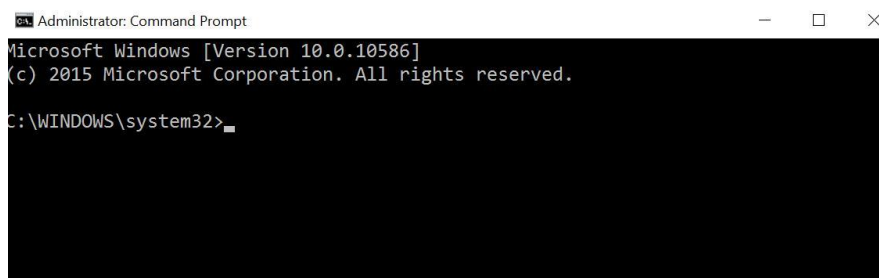 Administrator: Command Prompt
Microsoft Windows [Version 10.0.10586]
(c) 2015 Microsoft Corporation. All rights reserved.
C:\WINDOWS\system32>